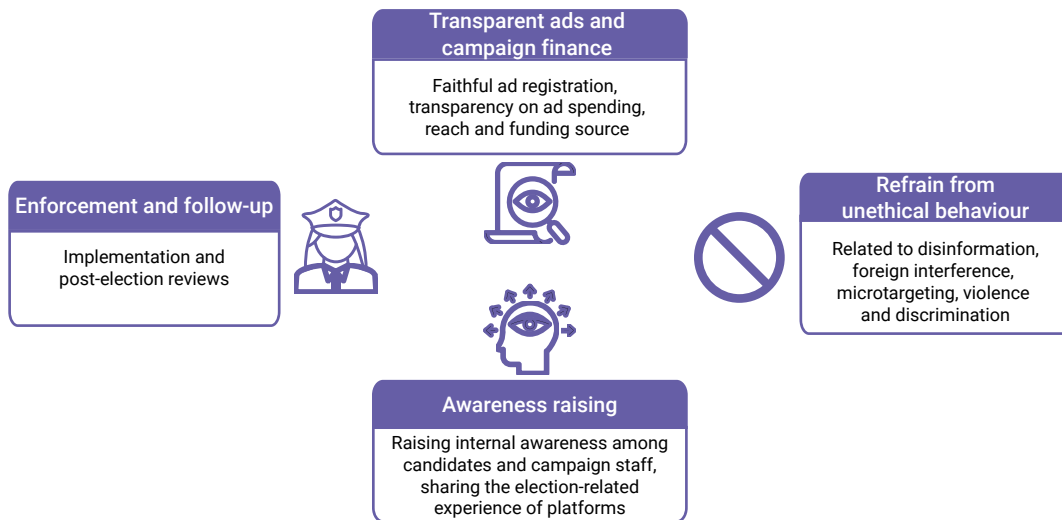 Transparent ads and
campaign finance
Faithful ad registration,
transparency on ad spending,
reach and funding source
Enforcement and follow-up
Implementation and
post-election reviews
Refrain from
unethical behaviour
Related to disinformation,
foreign interference,
microtargeting, violence
and discrimination
Awareness raising
Raising internal awareness among
candidates and campaign staff,
sharing the election-related
experience of platforms